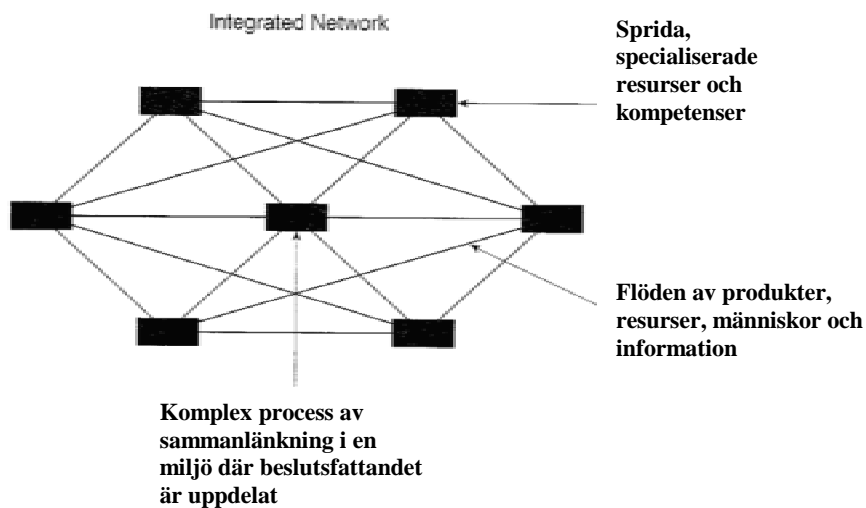 Integrated Network
Sprida,
specialiserade
resurser och
kompetenser
Flöden av produkter,
resurser, människor och
information
Komplex process av
sammanlänkning i en
miljö där beslutsfattandet
är uppdelat